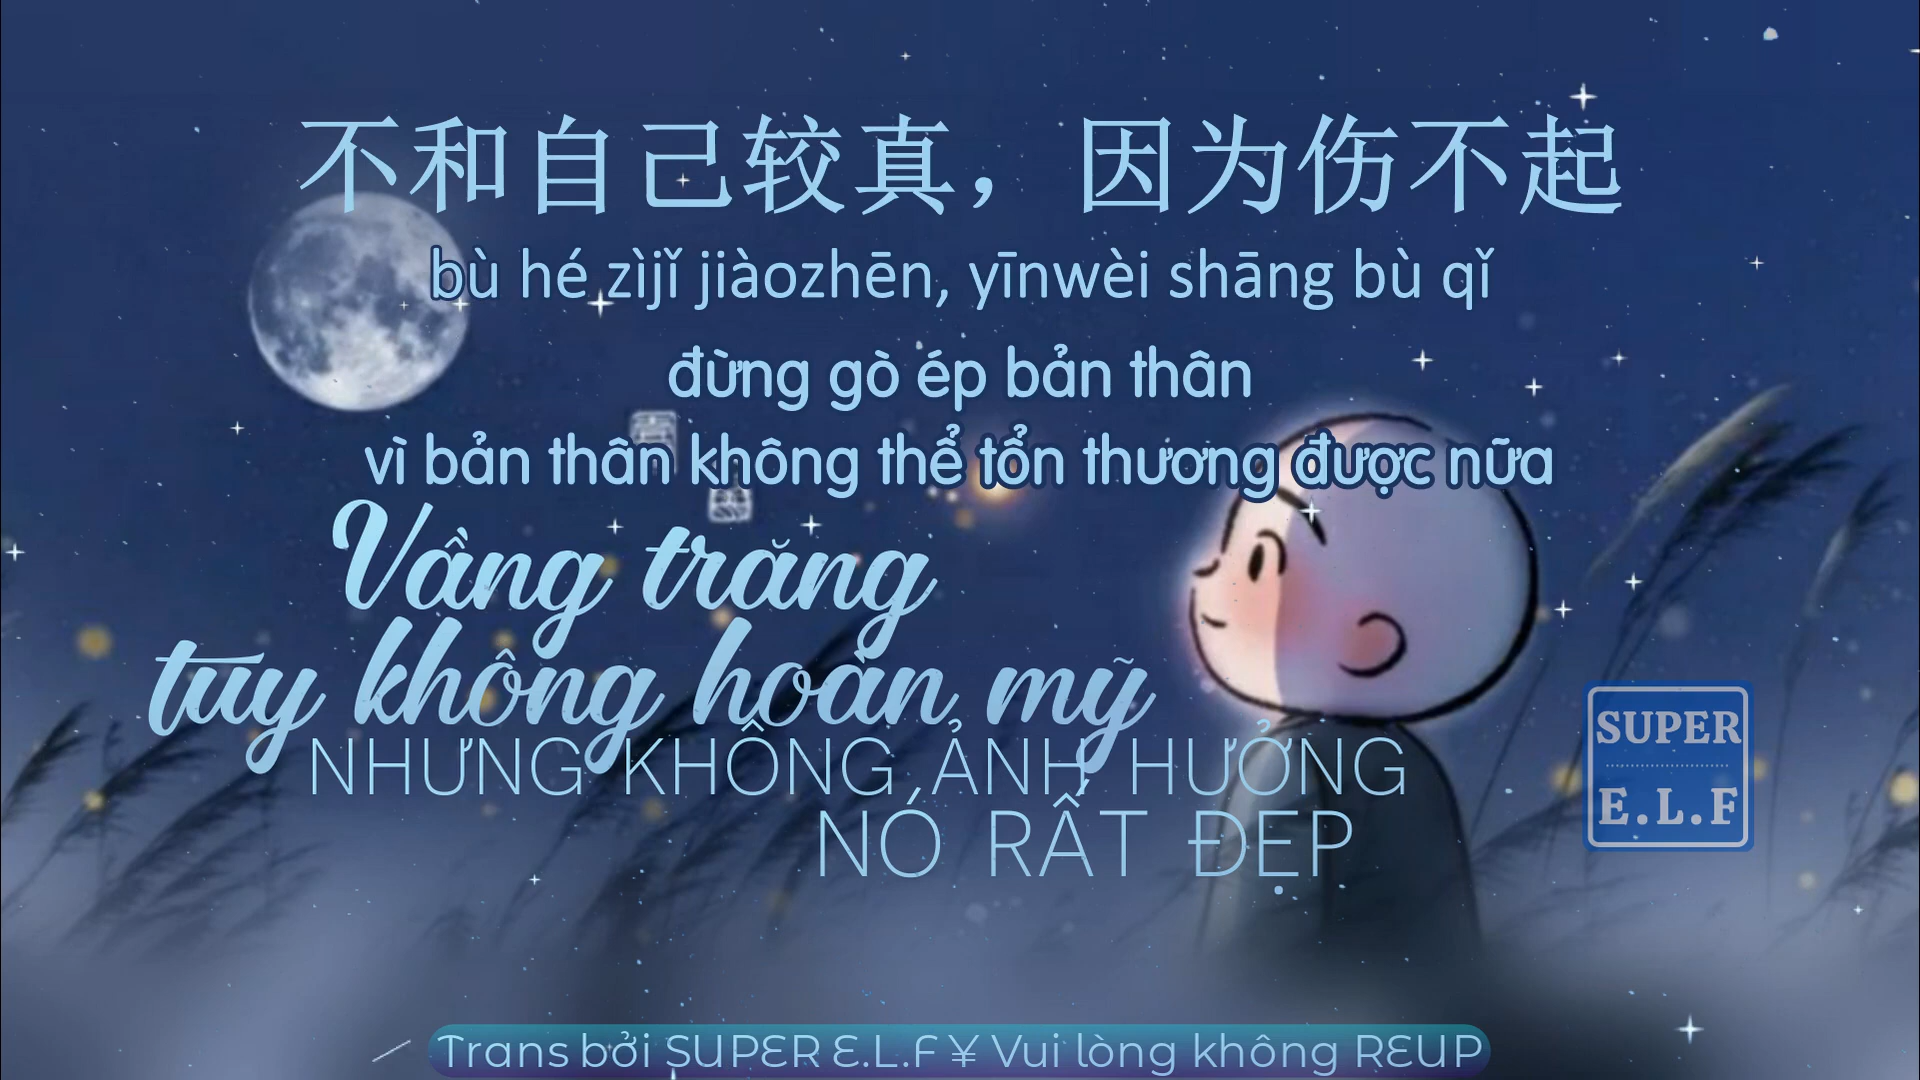 不和自己较真，因为伤不起
bù hé zìjǐ jiàozhēn, yīnwèi shāng bù qǐ
đừng gò ép bản thân
vì bản thân không thể tổn thương được nữa
Vầng trăng
tuy không hoàn mỹ
NHƯNG KHÔNG ẢNH HƯỞNG
NÓ RẤT ĐẸP
SUPER
E.L.F
Trans bởi SUPER E.L.F ¥ Vui lòng không REUP